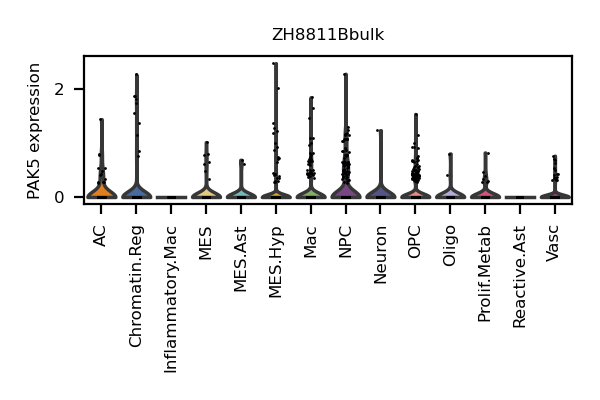 ZH8811Bbulk
PAK5 expression
2
0
AC
Chromatin.Reg
Inflammatory.Mac
MES
MES.Ast
MES.Hyp
Mac
NPC
Neuron
OPC
Oligo
Prolif.Metab
Reactive.Ast
Vasc